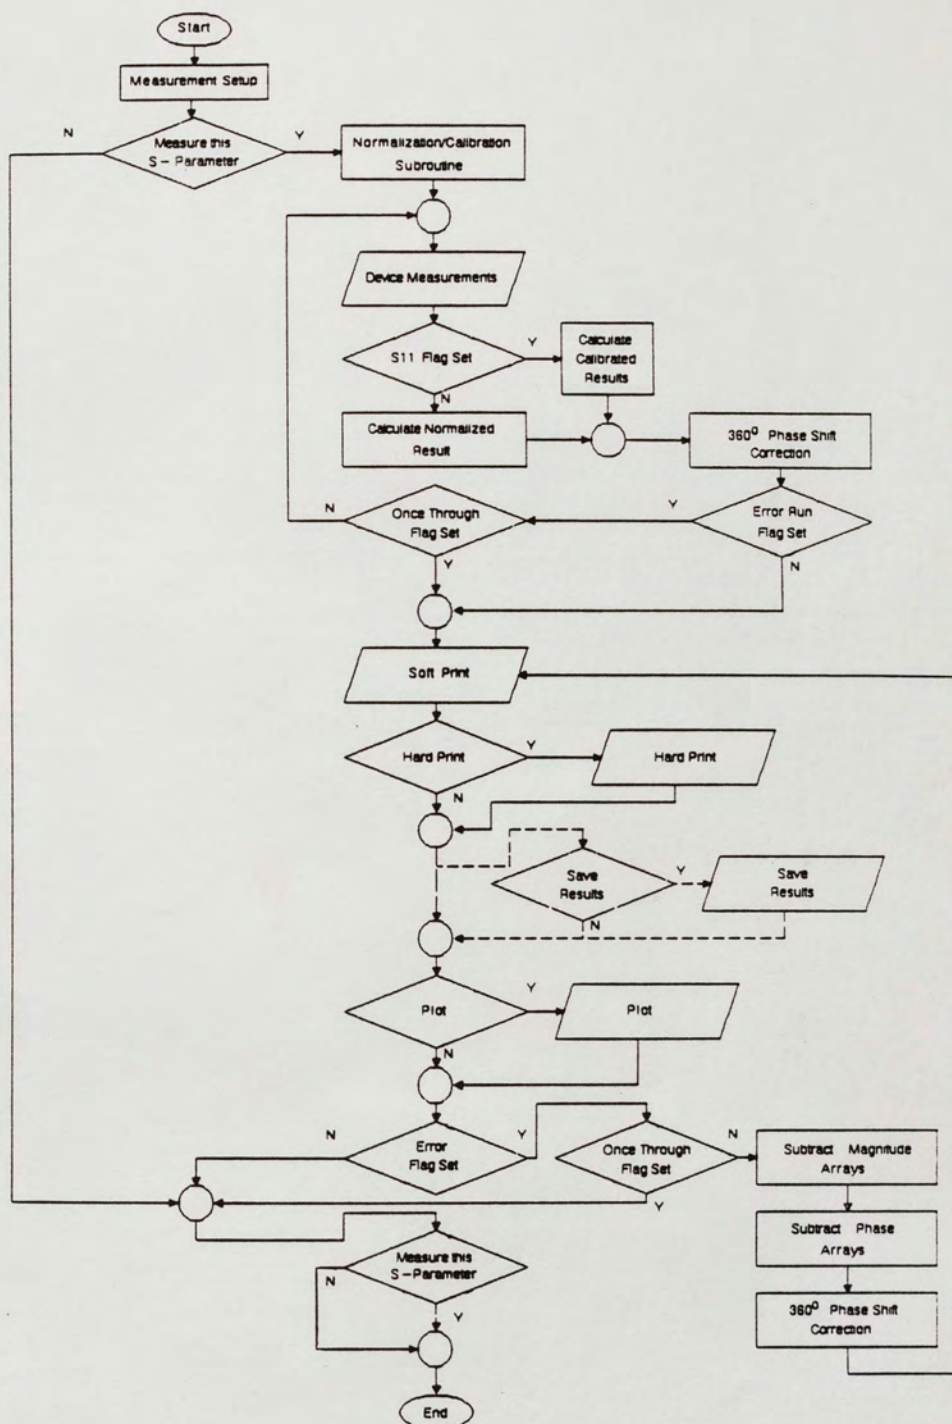 Start
Measurement Setup
N
Measure this
S - Parameter
Y
Normalization/Calibration
Subroutine
Device Measurements
S11 Flag Set
Y
Calculate
Calibrated
Results
N
Calculate Normalized
Result
360° Phase Shift
Correction
N
Once Through
Flag Set
Y
Error Run
Flag Set
Y
N
Soft Print
Hard Print
Y
Hard Print
N
Save
Results
Y
Save
Results
N
Plot
Y
Plot
N
N
Error
Flag Set
Y
Once Through
Flag Set
N
Subtract Magnitude
Arrays
Y
Subtract Phase
Arrays
Measure this
S - Parameter
N
Y
360° Phase Shift
Correction
End